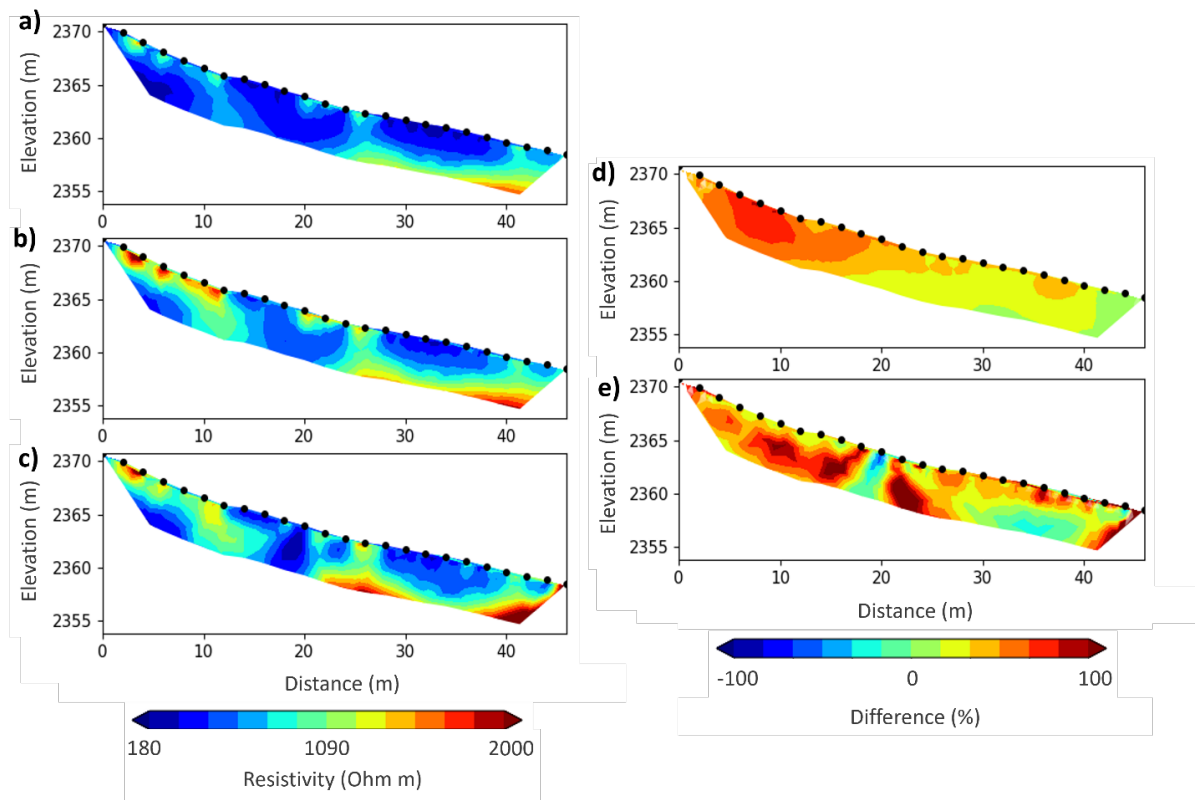 a)
2370
2365
2360
2355
Elevation (m)
0 10 20 30 40
b)
2370
2365
2360
2355
Elevation (m)
0 10 20 30 40
c)
2370
2365
2360
2355
Elevation (m)
0 10 20 30 40
Distance (m)
180 1090 2000
Resistivity (Ohm m)
d)
2370
2365
2360
2355
Elevation (m)
0 10 20 30 40
e)
2370
2365
2360
2355
Elevation (m)
0 10 20 30 40
Distance (m)
-100 0 100
Difference (%)